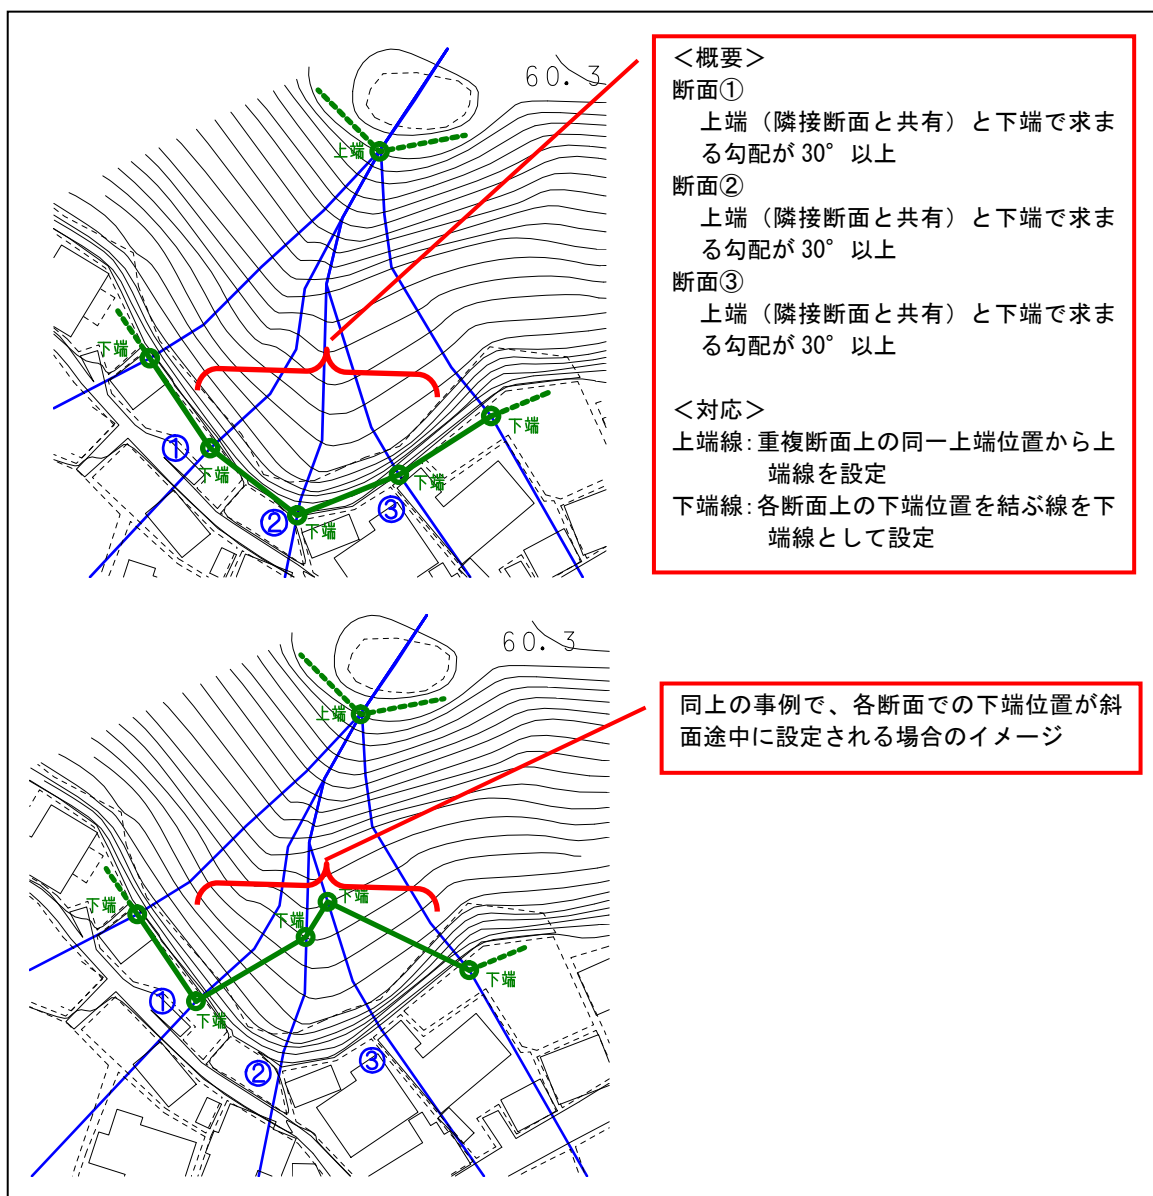 60.3
上端
下端
①
下端
②
下端
③
下端
下端
＜概要＞
断面①
上端（隣接断面と共有）と下端で求ま
る勾配が30°以上
断面②
上端（隣接断面と共有）と下端で求ま
る勾配が30°以上
断面③
上端（隣接断面と共有）と下端で求ま
る勾配が30°以上
＜対応＞
上端線：重複断面上の同一上端位置から上
端線を設定
下端線：各断面上の下端位置を結ぶ線を下
端線として設定
60.3
上端
下端
下端
下端
①
下端
②
③
下端
同上の事例で、各断面での下端位置が斜
面途中に設定される場合のイメージ